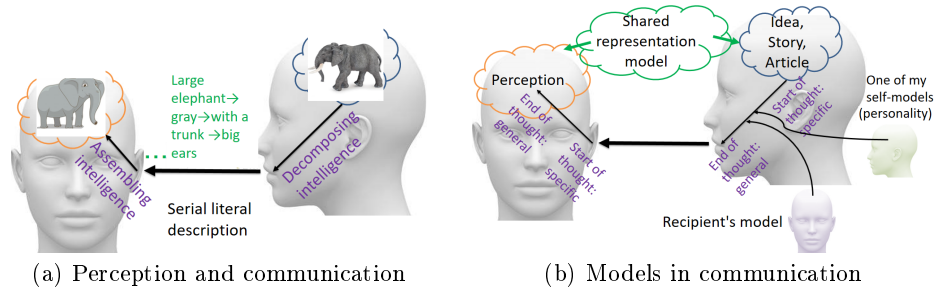 Large
elephant→
gray→with a
trunk →big
ears
...
Assembling
intelligence
Decomposing
intelligence
Serial literal
description
(a) Perception and communication
Shared
representation
model
Idea,
Story,
Article
Perception
One of my
self-models
(personality)
End of
thought:
general
Start of
thought:
specific
Start of
thought:
specific
End of
thought:
general
Recipient's model
(b) Models in communication